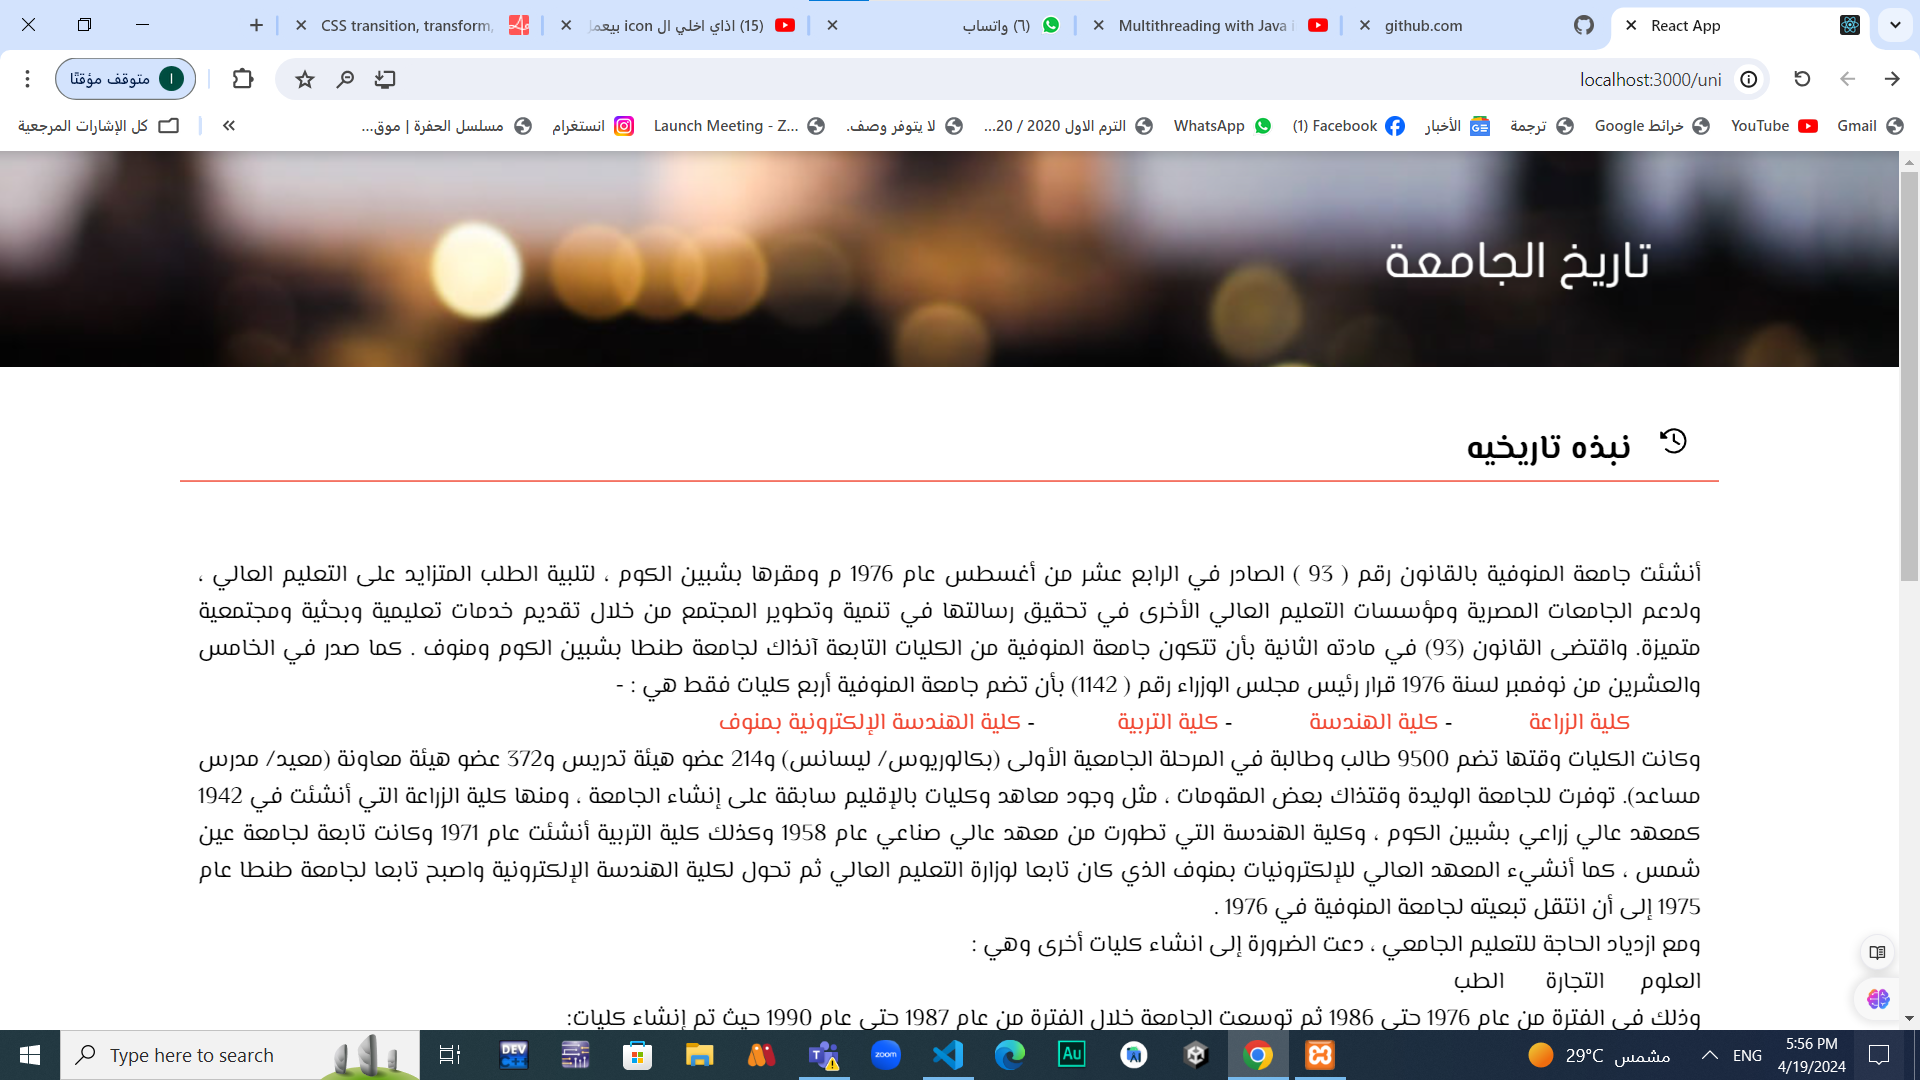 React App
github.com
Multithreading with Java i
(٦) واتساب
(15) اذاي اخلي ال icon بيعمل
CSS transition, transform,
localhost:3000/uni
متوقف مؤقتًا
Gmail
YouTube
خرائط Google
ترجمة
الأخبار
(1) Facebook
WhatsApp
الترم الاول 2020 / 20...
لا يتوفر وصف.
Launch Meeting - Z...
انستغرام
مسلسل الحفرة | موق...
كل الإشارات المرجعية
تاريخ الجامعة
نبذه تاريخيه
أنشئت جامعة المنوفية بالقانون رقم ( 93 ) الصادر في الرابع عشر من أغسطس عام 1976 م ومقرها بشبين الكوم ، لتلبية الطلب المتزايد على التعليم العالي ،
ولدعم الجامعات المصرية ومؤسسات التعليم العالي الأخرى في تحقيق رسالتها في تنمية وتطوير المجتمع من خلال تقديم خدمات تعليمية وبحثية ومجتمعية
متميزة. واقتضى القانون (93) في مادته الثانية بأن تتكون جامعة المنوفية من الكليات التابعة آنذاك لجامعة طنطا بشبين الكوم ومنوف . كما صدر في الخامس
والعشرين من نوفمبر لسنة 1976 قرار رئيس مجلس الوزراء رقم ( 1142) بأن تضم جامعة المنوفية أربع كليات فقط هي : -
كلية الزراعة - كلية الهندسة - كلية التربية - كلية الهندسة الإلكترونية بمنوف
وكانت الكليات وقتها تضم 9500 طالب وطالبة في المرحلة الجامعية الأولى (بكالوريوس/ ليسانس) و214 عضو هيئة تدريس و372 عضو هيئة معاونة (معيد/ مدرس
مساعد). توفرت للجامعة الوليدة وقتذاك بعض المقومات ، مثل وجود معاهد وكليات بالإقليم سابقة على إنشاء الجامعة ، ومنها كلية الزراعة التي أنشئت في 1942
كمعهد عالي زراعي بشبين الكوم ، وكلية الهندسة التي تطورت من معهد عالي صناعي عام 1958 وكذلك كلية التربية أنشئت عام 1971 وكانت تابعة لجامعة عين
شمس ، كما أنشيء المعهد العالي للإلكترونيات بمنوف الذي كان تابعا لوزارة التعليم العالي ثم تحول لكلية الهندسة الإلكترونية واصبح تابعا لجامعة طنطا عام
1975 إلى أن انتقل تبعيته لجامعة المنوفية في 1976 .
ومع ازدياد الحاجة للتعليم الجامعي ، دعت الضرورة إلى انشاء كليات أخرى وهي :
العلوم التجارة الطب
وذلك في الفترة من عام 1976 حتى 1986 ثم توسعت الجامعة خلال الفترة من عام 1987 حتى عام 1990 حيث تم إنشاء كليات:
Type here to search
DEV
zoom
Au
29°C مشمس
ENG
5:56 PM
4/19/2024